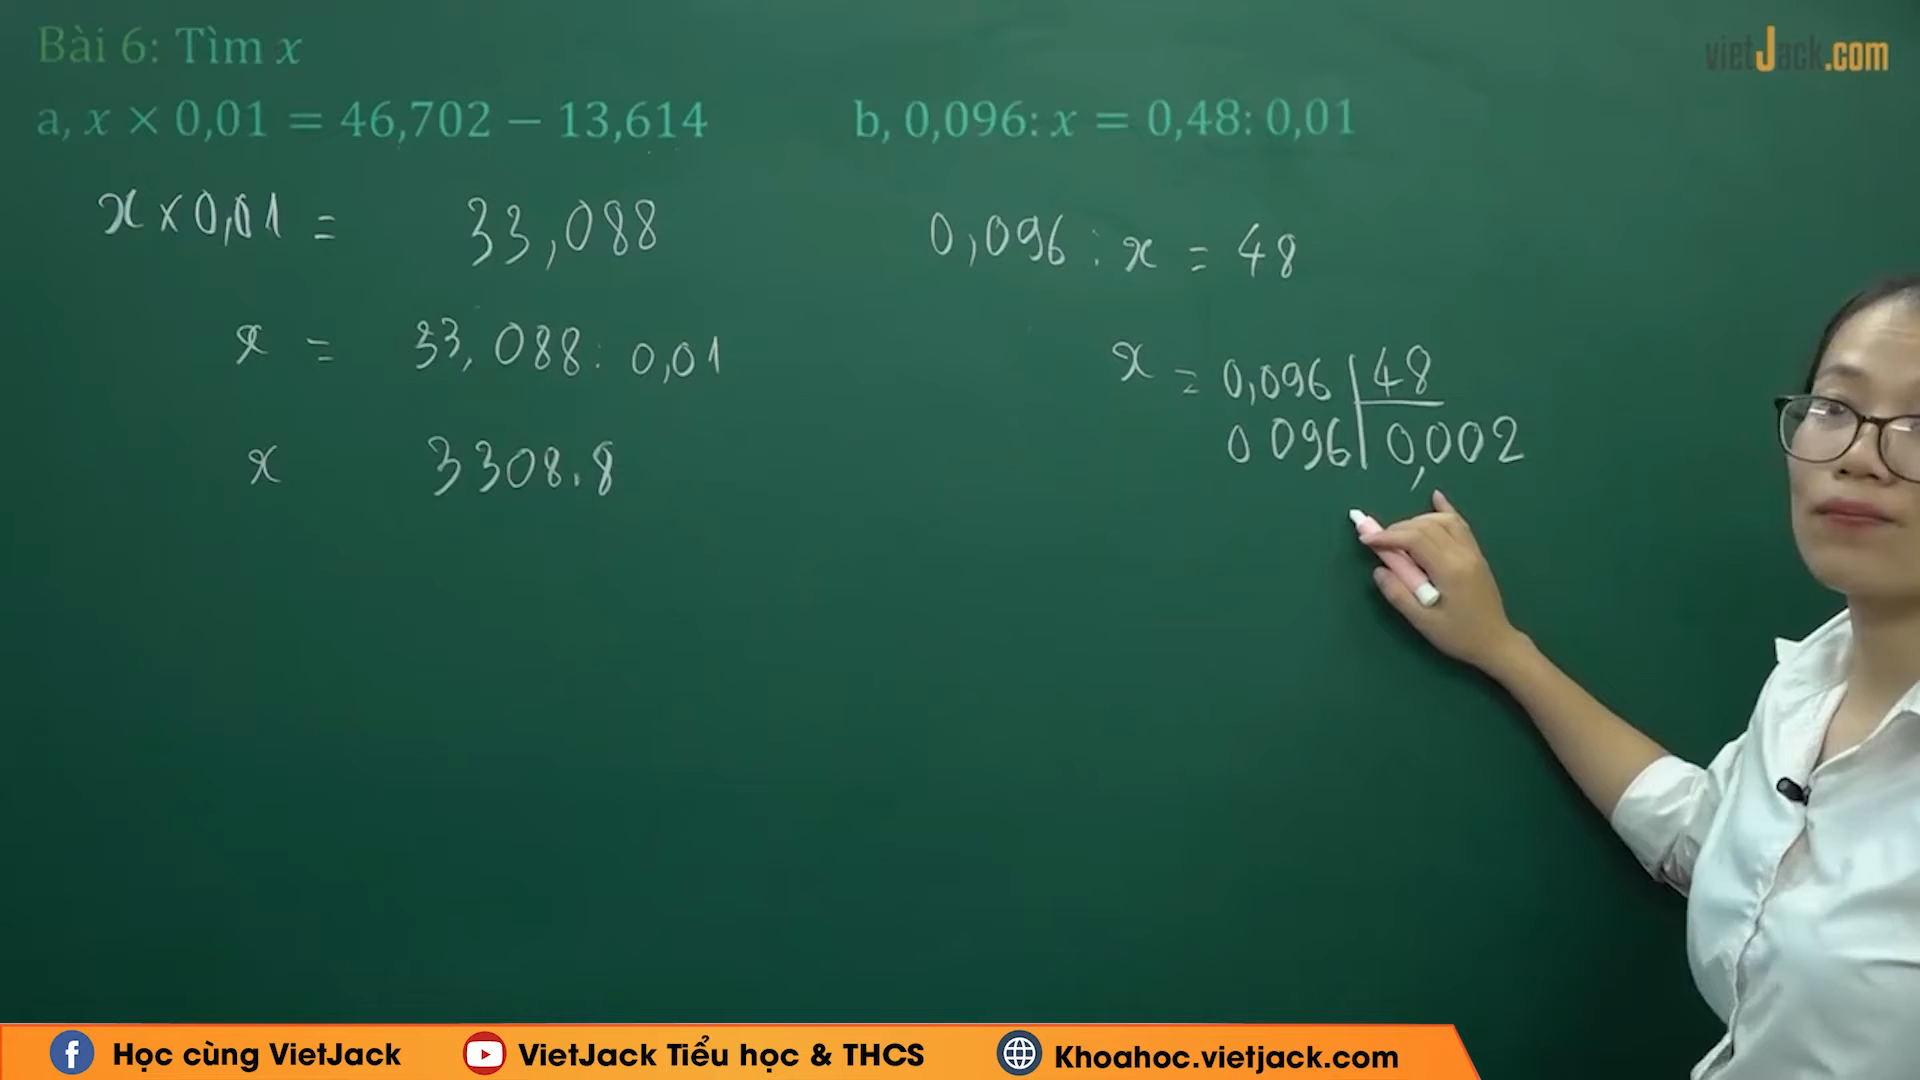 Bài 6: Tìm x
vietJack.com
a, x × 0,01 = 46,702 − 13,614
b, 0,096: x = 0,48: 0,01
x × 0,01 = 33,088
x = 33,088 : 0,01
x 3308.8
0,096 : x = 48
x = 0,096 | 48
0 096 | 0,002
Học cùng VietJack
VietJack Tiểu học & THCS
Khoahoc.vietjack.com